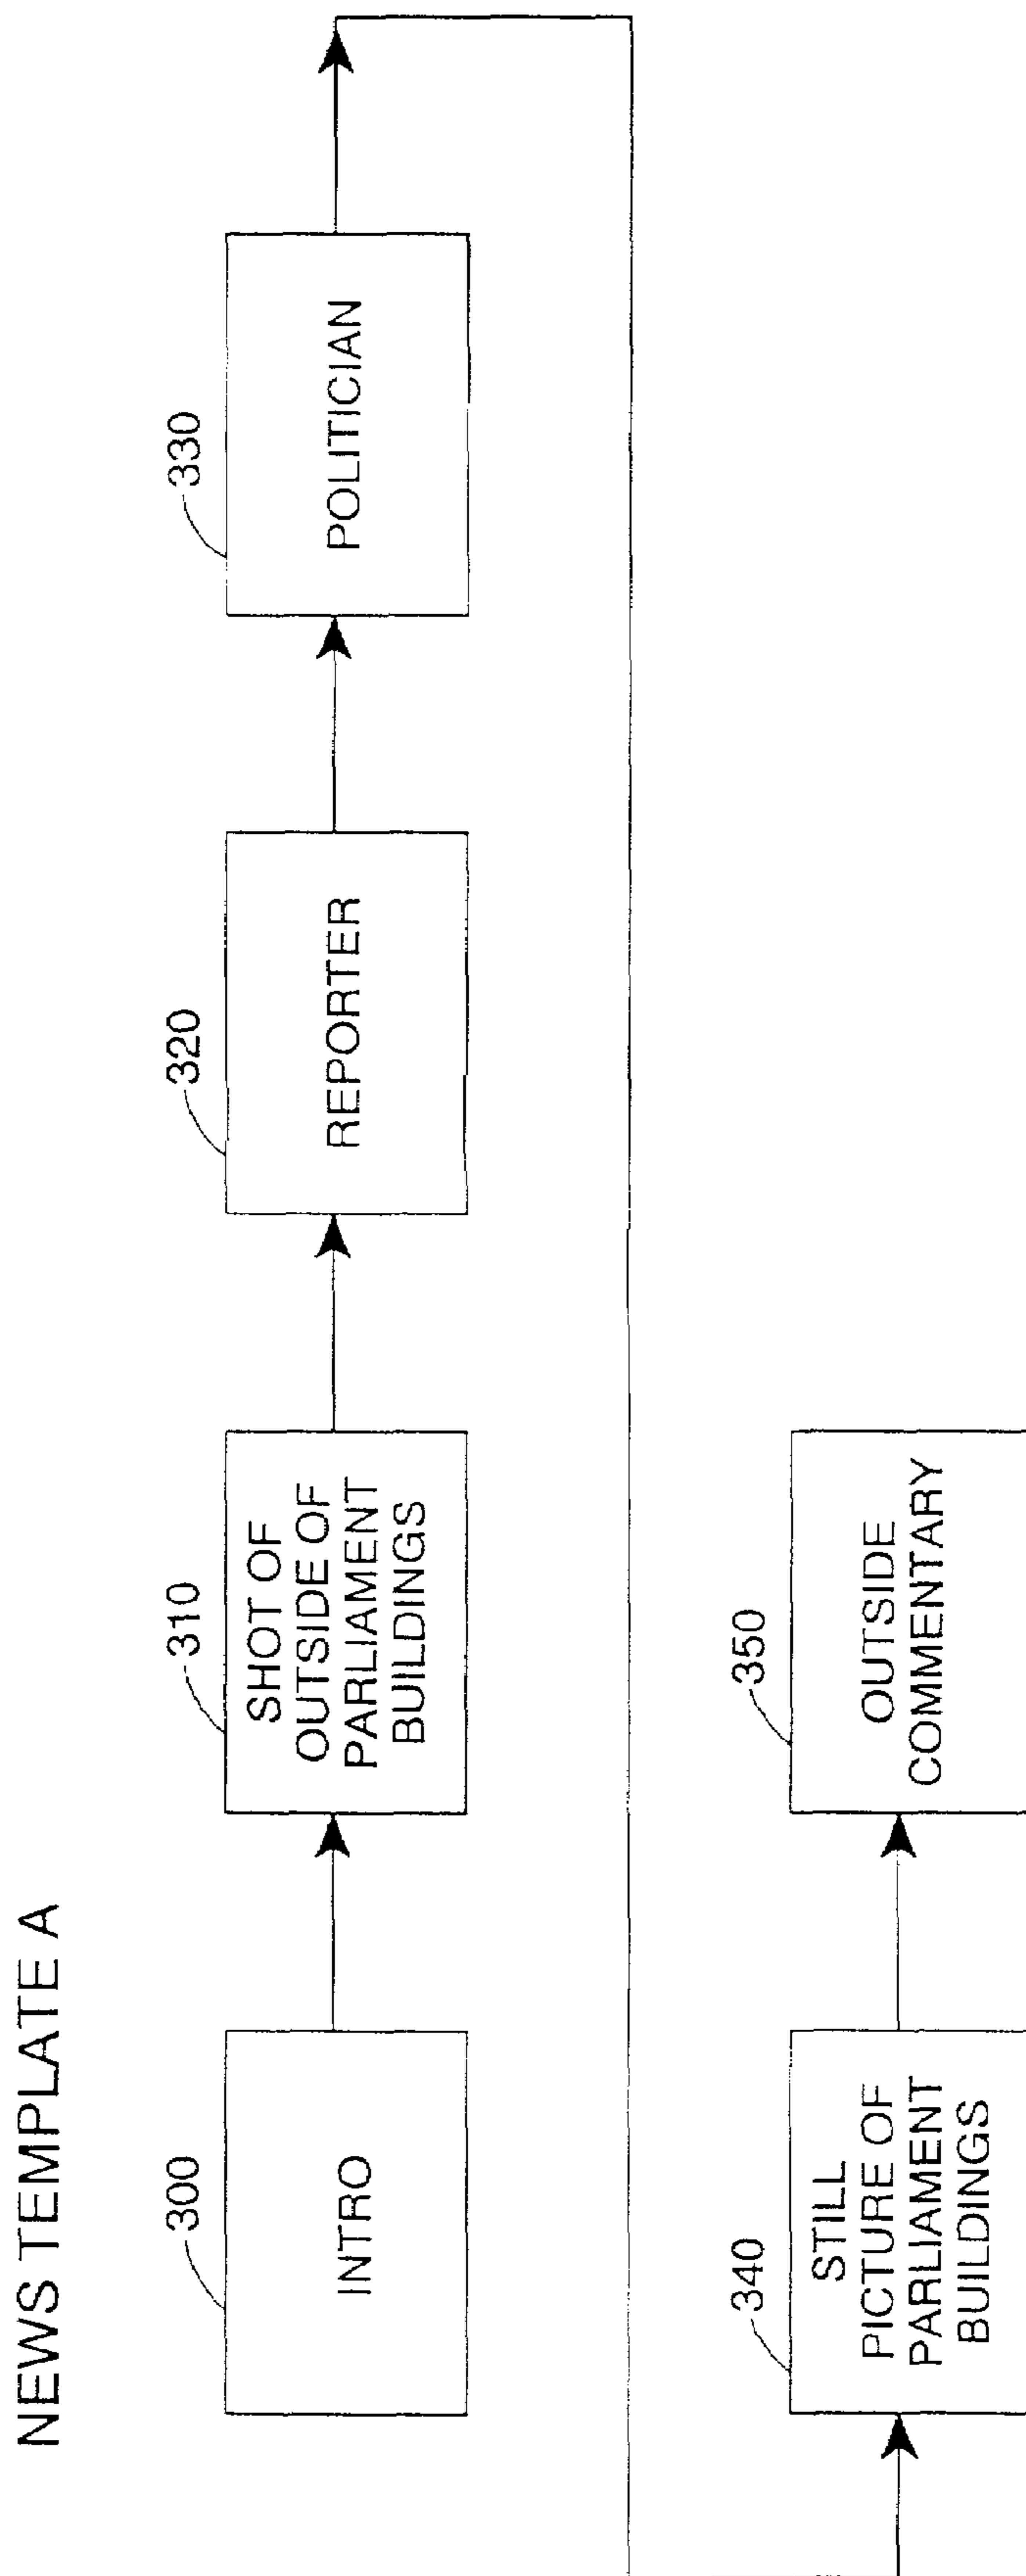 NEWS TEMPLATE A
300
INTRO
310
SHOT OF
OUTSIDE OF
PARLIAMENT
BUILDINGS
320
REPORTER
330
POLITICIAN
340
STILL
PICTURE OF
PARLIAMENT
BUILDINGS
350
OUTSIDE
COMMENTARY